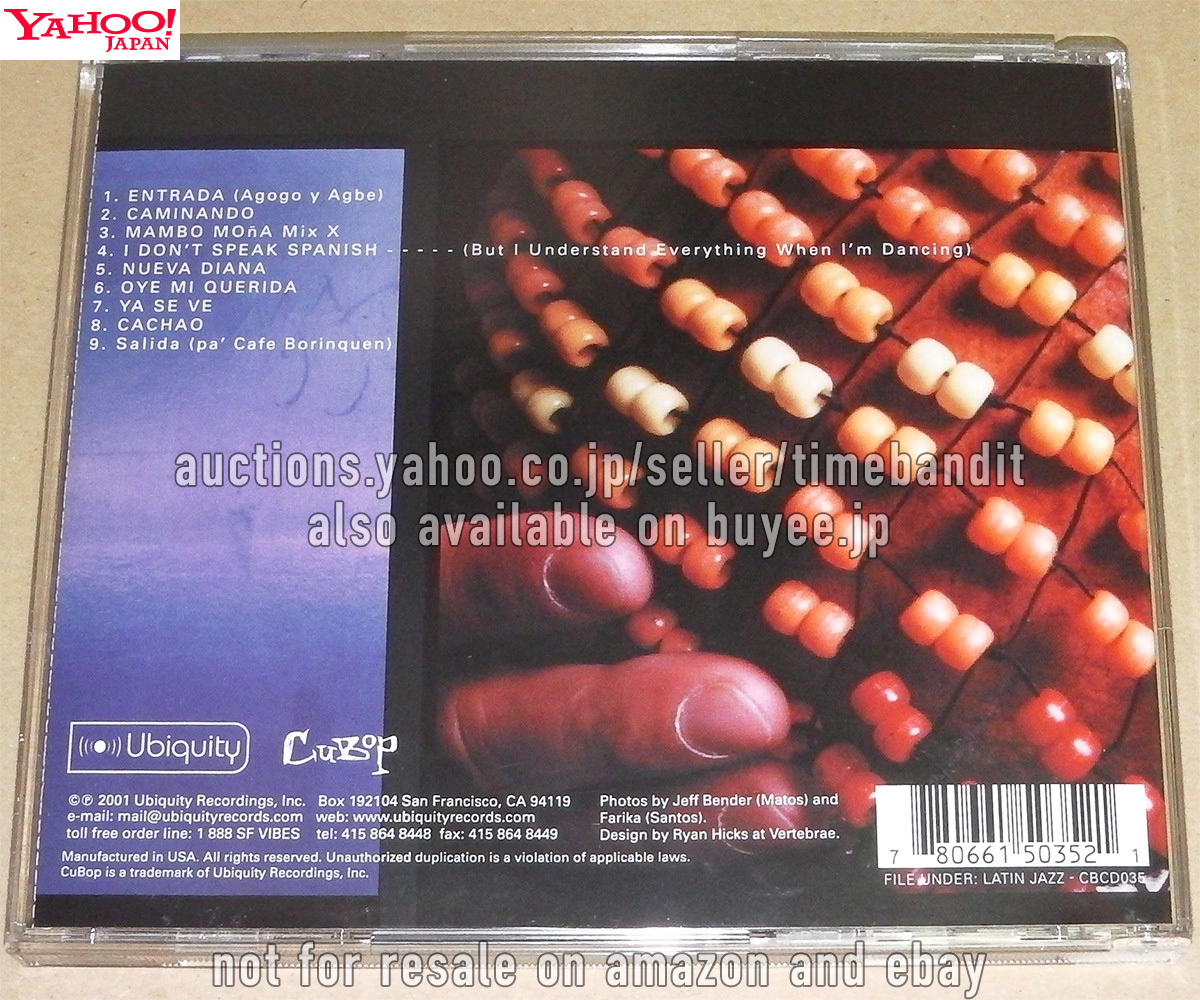 YAHOO!
JAPAN
1. ENTRADA (Agogo y Agbe)
2. CAMINANDO
3. MAMBO MOñA Mix X
4. I DON'T SPEAK SPANISH - - - - - (But I Understand Everything When I'm Dancing)
5. NUEVA DIANA
6. OYE MI QUERIDA
7. YA SE VE
8. CACHAO
9. Salida (pa' Cafe Borinquen)
auctions.yahoo.co.jp/seller/timebandit
also available on buyee.jp
Ubiquity
CuBop
©℗ 2001 Ubiquity Recordings, Inc. Box 192104 San Francisco, CA 94119
e-mail: mail@ubiquityrecords.com web: www.ubiquityrecords.com
toll free order line: 1 888 SF VIBES tel: 415 864 8448 fax: 415 864 8449
Manufactured in USA. All rights reserved. Unauthorized duplication is a violation of applicable laws.
CuBop is a trademark of Ubiquity Recordings, Inc.
Photos by Jeff Bender (Matos) and
Farika (Santos).
Design by Ryan Hicks at Vertebrae.
7 80661 50352 1
FILE UNDER: LATIN JAZZ - CBCD035
not for resale on amazon and ebay